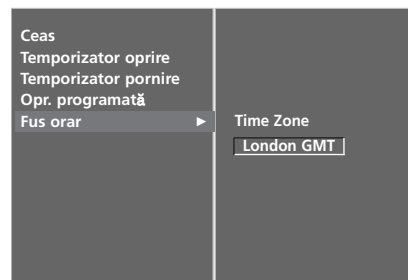 Ceas
Temporizator oprire
Temporizator pornire
Opr. programată
Fus orar ►
Time Zone
London GMT